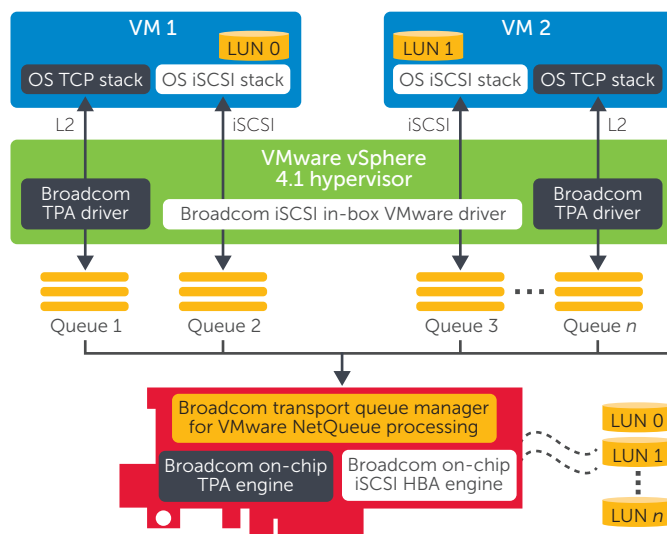 VM 1
LUN 0
OS TCP stack
OS iSCSI stack
VM 2
LUN 1
OS iSCSI stack
OS TCP stack
L2
iSCSI
iSCSI
L2
VMware vSphere
4.1 hypervisor
Broadcom
TPA driver
Broadcom iSCSI in-box VMware driver
Broadcom
TPA driver
Queue 1
Queue 2
Queue 3
Queue n
Broadcom transport queue manager
for VMware NetQueue processing
Broadcom on-chip
TPA engine
Broadcom on-chip
iSCSI HBA engine
LUN 0
LUN 1
LUN n